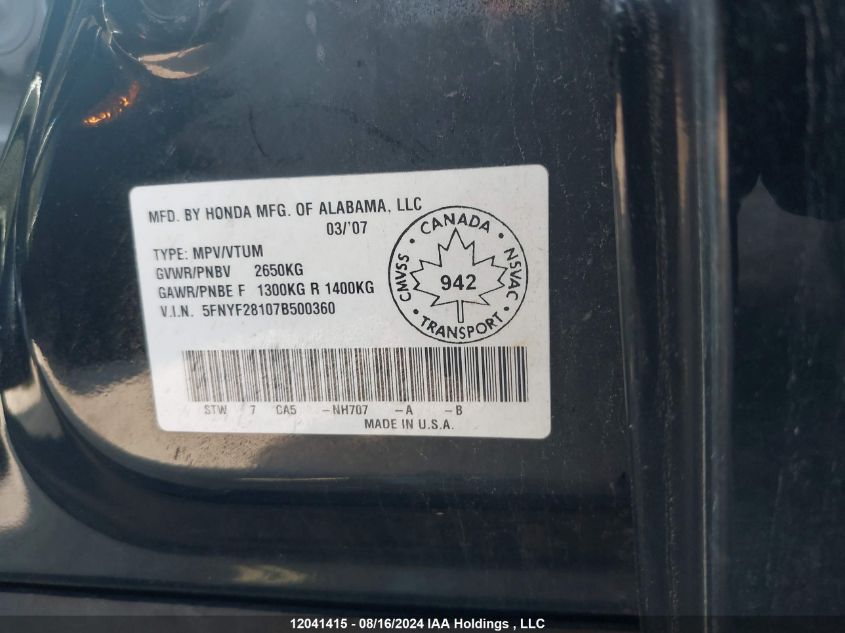 MFD. BY HONDA MFG. OF ALABAMA, LLC
03/'07
TYPE: MPV/VTUM
GVWR/PNBV 2650KG
GAWR/PNBE F 1300KG R 1400KG
V.I.N. 5FNYF28107B500360
CMVSS • CANADA • NSVAC • TRANSPORT •
942
STW 7 CA5 -NH707 -A -B
MADE IN U.S.A.
12041415 - 08/16/2024 IAA Holdings , LLC